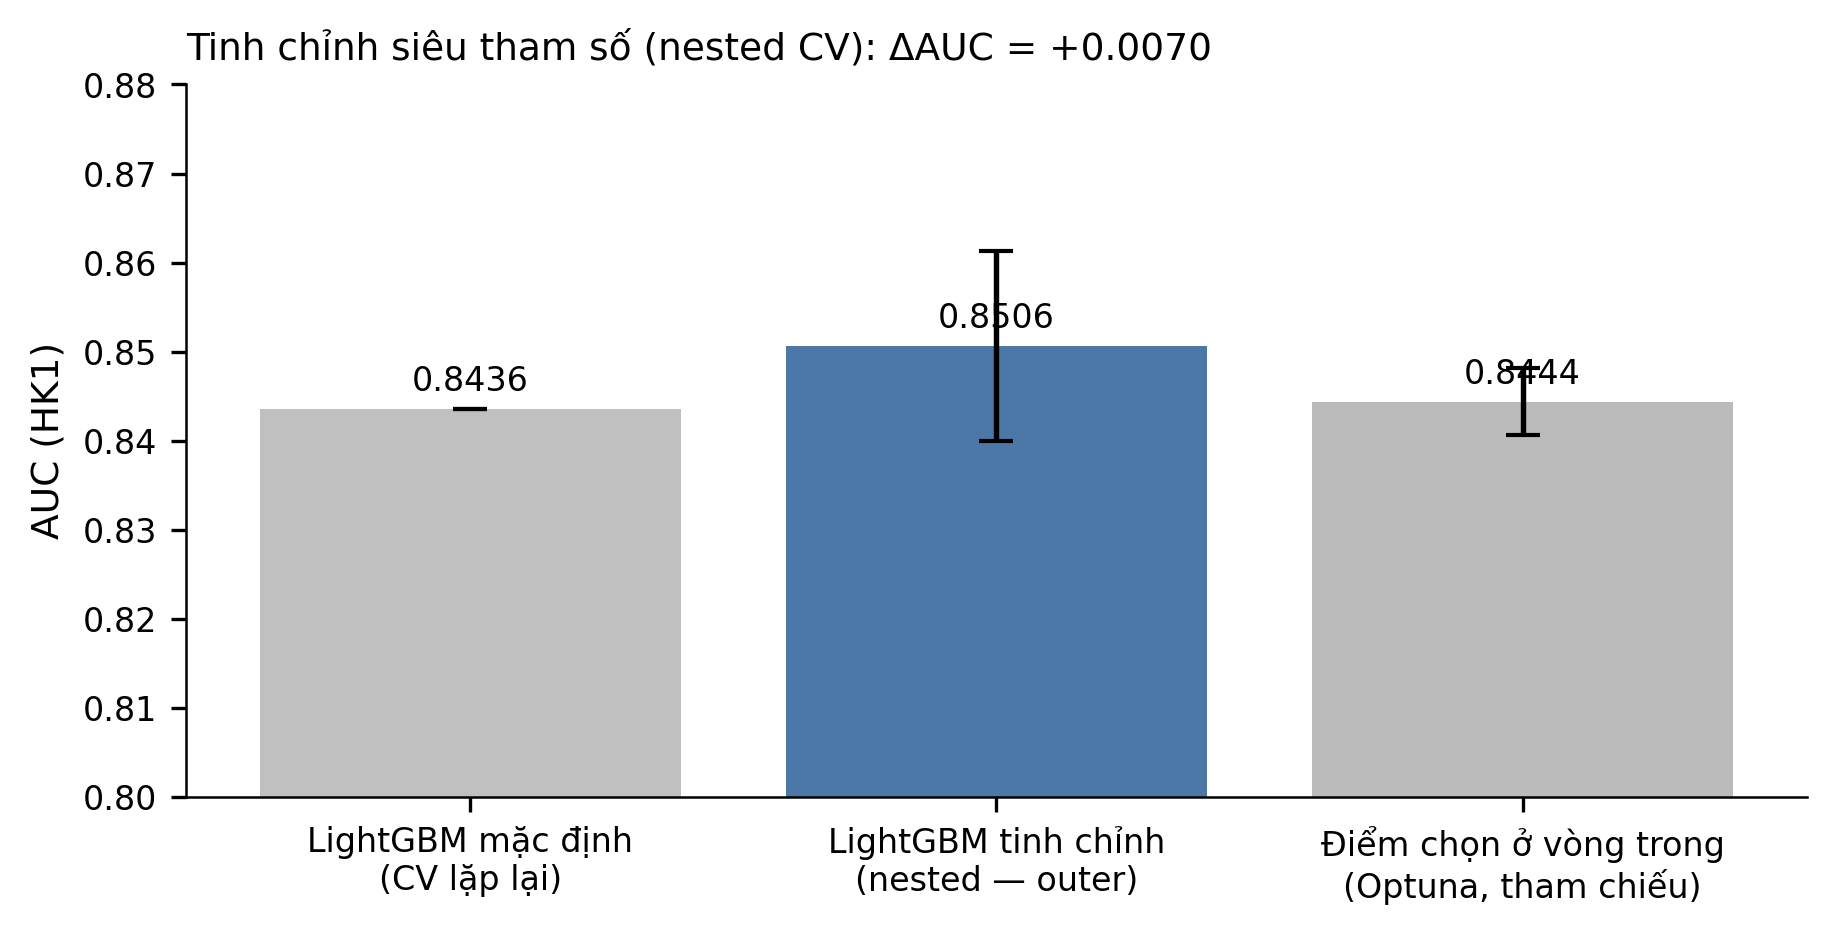 Tinh chỉnh siêu tham số (nested CV): ΔAUC = +0.0070
AUC (HK1)
0.88
0.87
0.86
0.85
0.84
0.83
0.82
0.81
0.80
0.8436
0.8506
0.8444
LightGBM mặc định
(CV lặp lại)
LightGBM tinh chỉnh
(nested — outer)
Điểm chọn ở vòng trong
(Optuna, tham chiếu)